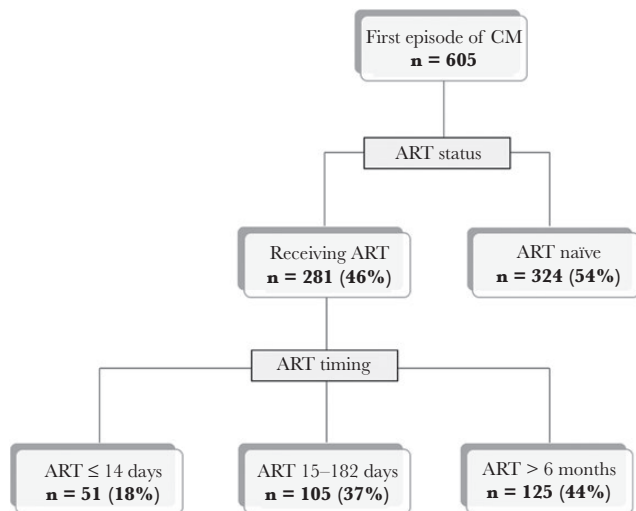 First episode of CM
n = 605
ART status
Receiving ART
n = 281 (46%)
ART naïve
n = 324 (54%)
ART timing
ART ≤ 14 days
n = 51 (18%)
ART 15–182 days
n = 105 (37%)
ART > 6 months
n = 125 (44%)